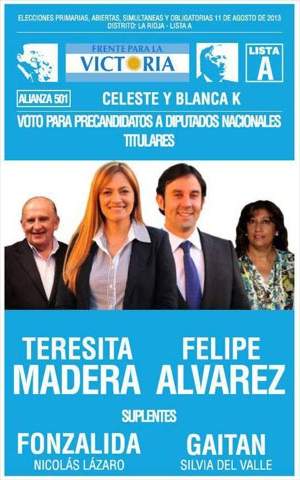 ELECCIONES PRIMARIAS, ABIERTAS, SIMULTANEAS Y OBLIGATORIAS 11 DE AGOSTO DE 2013
DISTRITO: LA RIOJA - LISTA A
FRENTE PARA LA
VICTORIA
LISTA
A
ALIANZA 501
CELESTE Y BLANCA K
VOTO PARA PRECANDIDATOS A DIPUTADOS NACIONALES
TITULARES
TERESITA
MADERA
FELIPE
ALVAREZ
SUPLENTES
FONZALIDA
NICOLÁS LÁZARO
GAITAN
SILVIA DEL VALLE